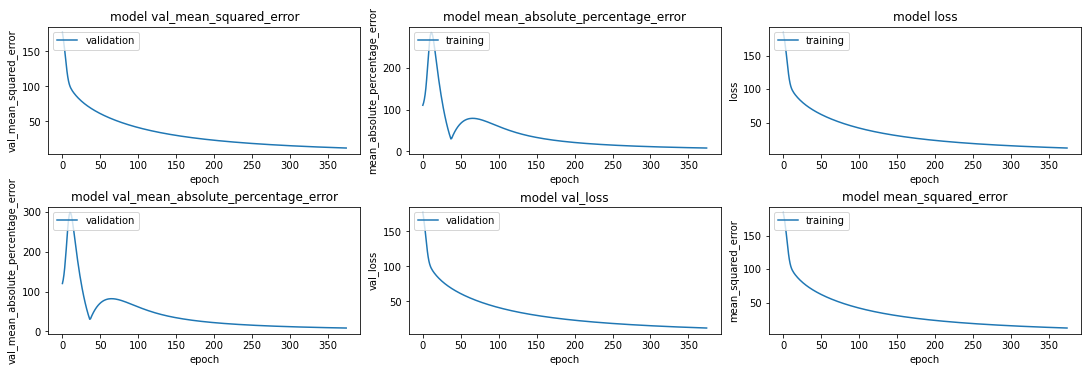 model val_mean_squared_error
val_mean_squared_error
validation
150
100
50
0 50 100 150 200 250 300 350
epoch
model mean_absolute_percentage_error
mean_absolute_percentage_error
training
200
100
0
0 50 100 150 200 250 300 350
epoch
model loss
loss
training
150
100
50
0 50 100 150 200 250 300 350
epoch
model val_mean_absolute_percentage_error
val_mean_absolute_percentage_error
validation
300
200
100
0
0 50 100 150 200 250 300 350
epoch
model val_loss
val_loss
validation
150
100
50
0 50 100 150 200 250 300 350
epoch
model mean_squared_error
mean_squared_error
training
150
100
50
0 50 100 150 200 250 300 350
epoch